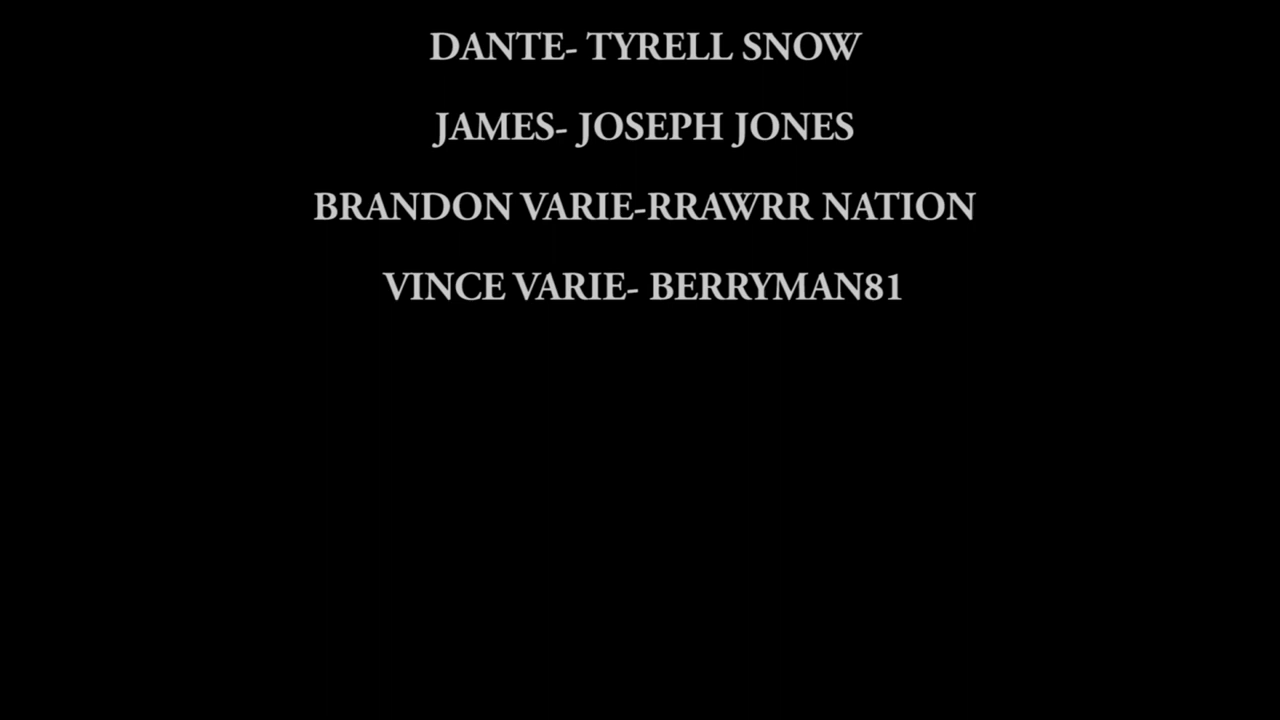 DANTE- TYRELL SNOW
JAMES- JOSEPH JONES
BRANDON VARIE-RRAWRR NATION
VINCE VARIE- BERRYMAN81